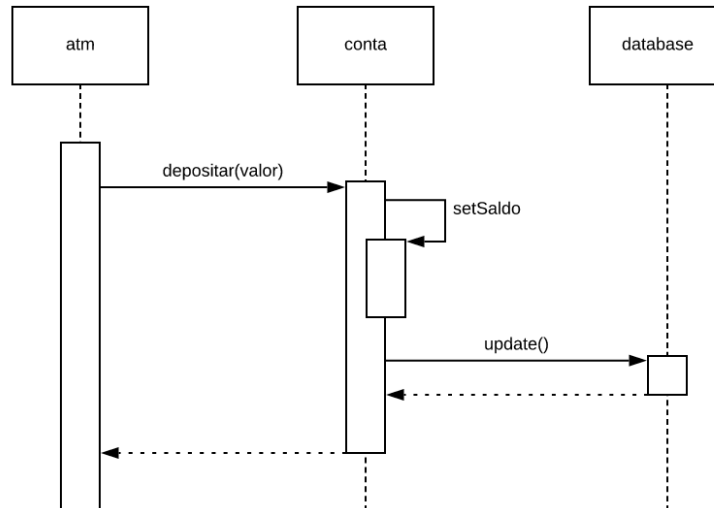 atm
conta
database
depositar(valor)
setSaldo
update()